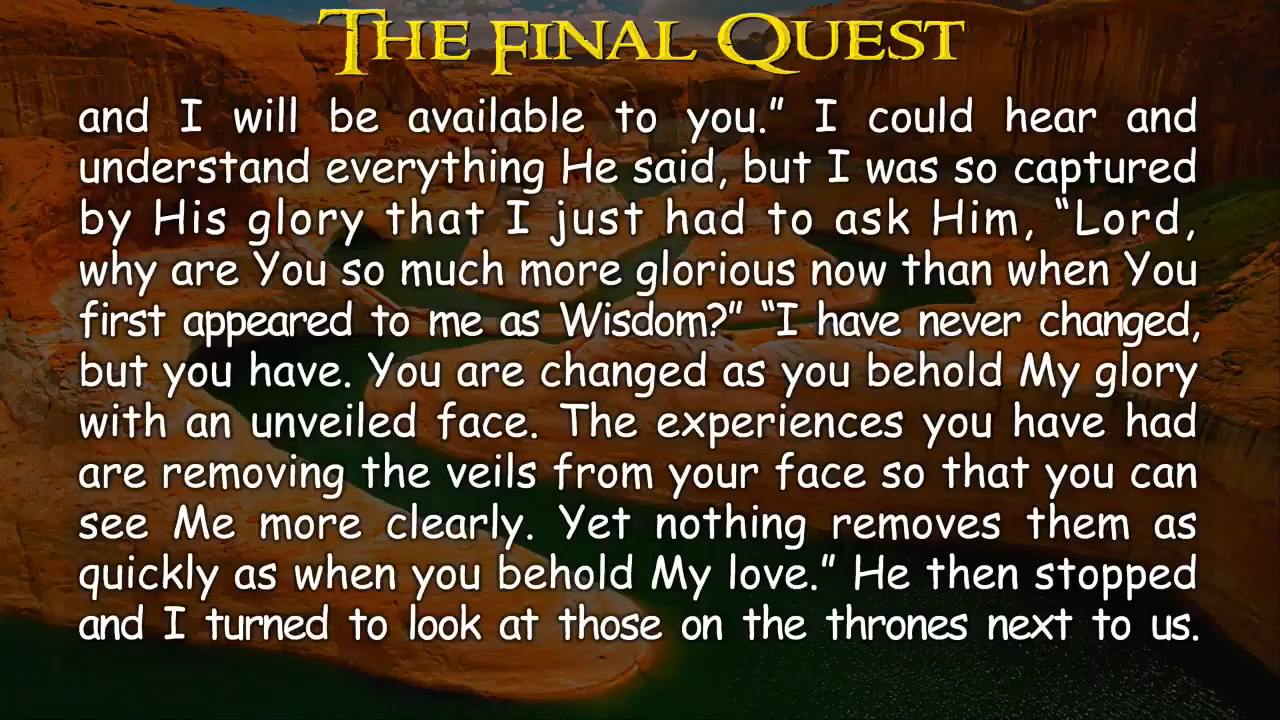 The Final Quest
and I will be available to you.” I could hear and
understand everything He said, but I was so captured
by His glory that I just had to ask Him, “Lord,
why are You so much more glorious now than when You
first appeared to me as Wisdom?” “I have never changed,
but you have. You are changed as you behold My glory
with an unveiled face. The experiences you have had
are removing the veils from your face so that you can
see Me more clearly. Yet nothing removes them as
quickly as when you behold My love.” He then stopped
and I turned to look at those on the thrones next to us.